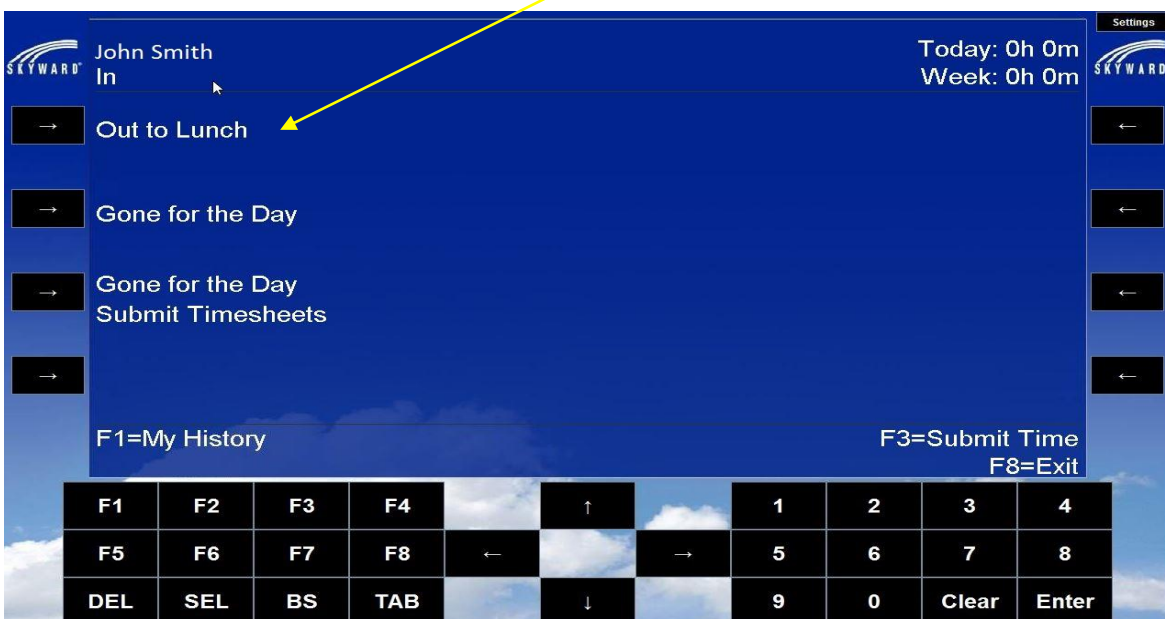 Settings
SKYWARD
John Smith
Today: 0h 0m
SKYWARD
In
Week: 0h 0m
→ Out to Lunch ←
→ Gone for the Day ←
→ Gone for the Day ←
Submit Timesheets
→ ←
F1=My History
F3=Submit Time
F8=Exit
F1 F2 F3 F4 ↑ 1 2 3 4
F5 F6 F7 F8 ← → 5 6 7 8
DEL SEL BS TAB ↓ 9 0 Clear Enter